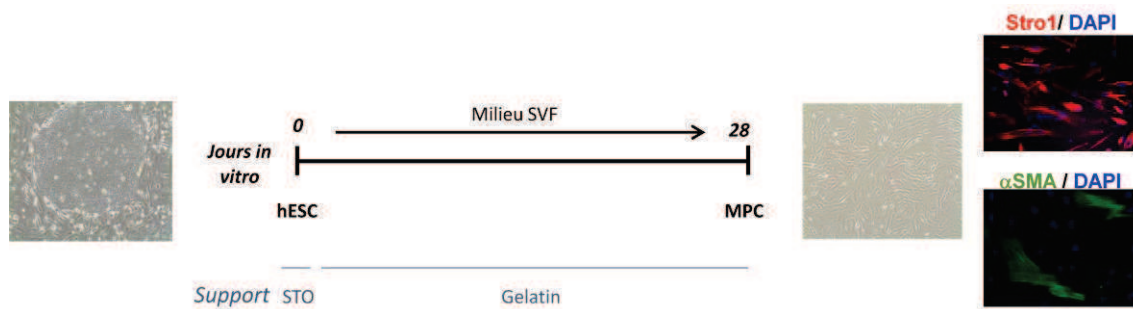 Stro1/ DAPI
Milieu SVF
0
28
Jours in
vitro
hESC
MPC
αSMA / DAPI
Support
STO
Gelatin